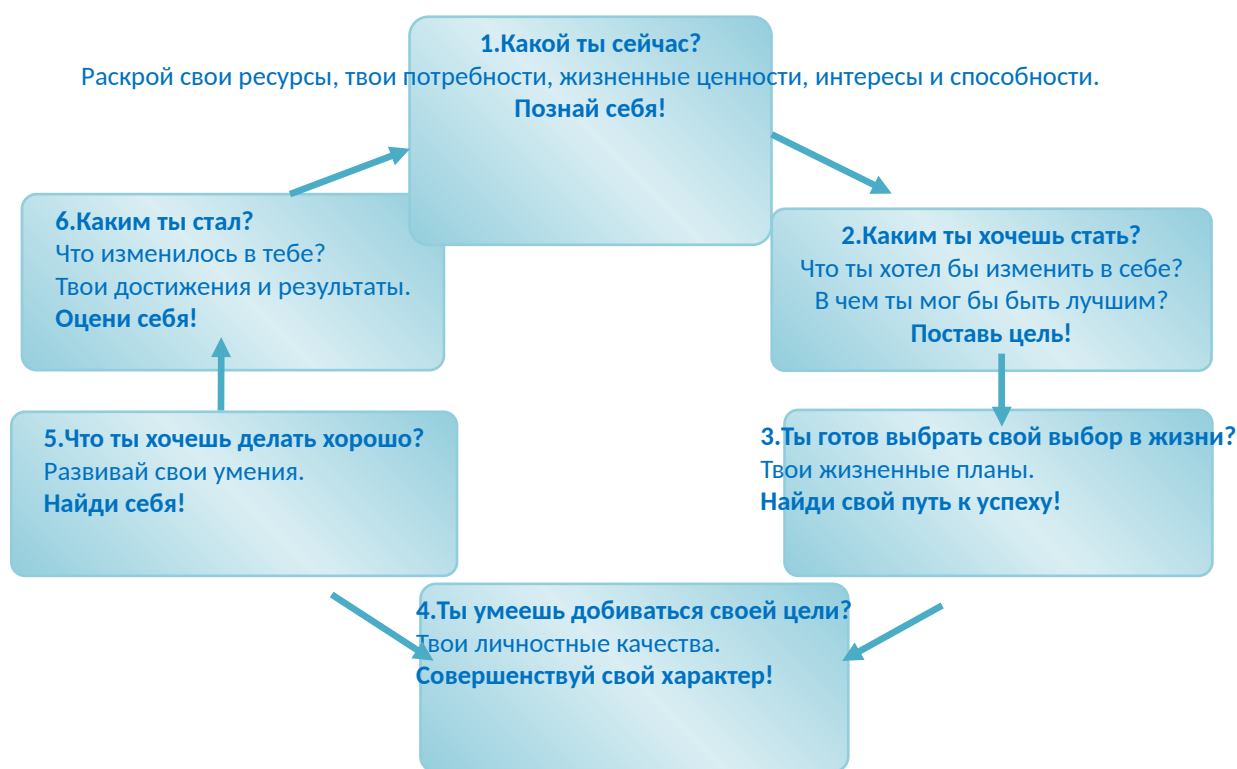 1.Какой ты сейчас?
Раскрой свои ресурсы, твои потребности, жизненные ценности, интересы и способности.
Познай себя!
2.Каким ты хочешь стать?
Что ты хотел бы изменить в себе?
В чем ты мог бы быть лучшим?
Поставь цель!
3.Ты готов выбрать свой выбор в жизни?
Твои жизненные планы.
Найди свой путь к успеху!
4.Ты умеешь добиваться своей цели?
Твои личностные качества.
Совершенствуй свой характер!
5.Что ты хочешь делать хорошо?
Развивай свои умения.
Найди себя!
6.Каким ты стал?
Что изменилось в тебе?
Твои достижения и результаты.
Оцени себя!